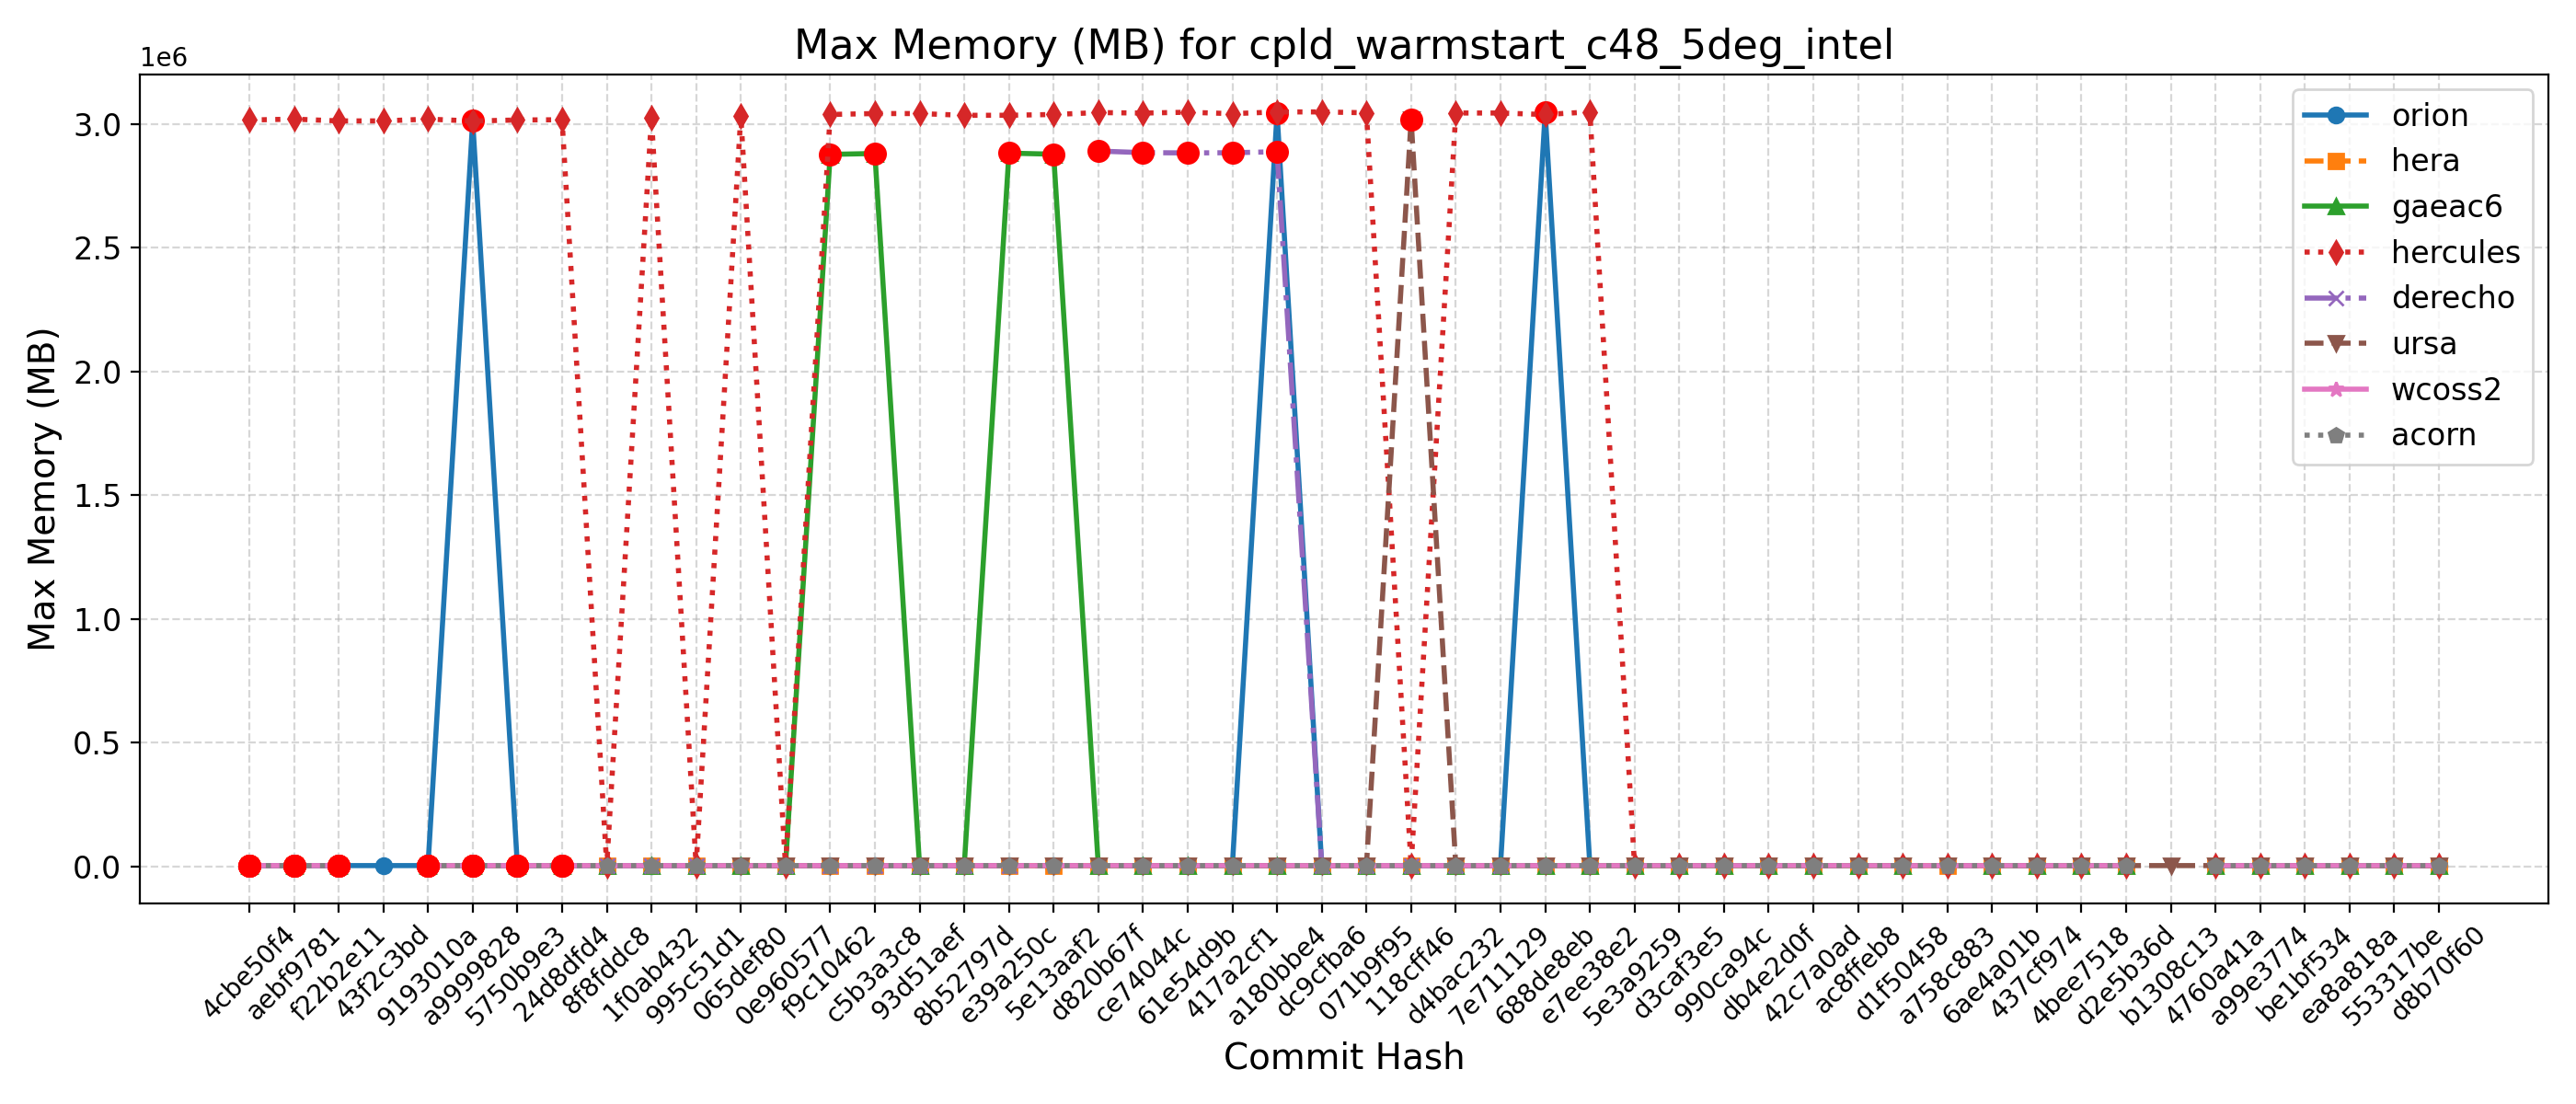 Max Memory (MB) for cpld_warmstart_c48_5deg_intel
1e6
3.0
2.5
2.0
1.5
1.0
0.5
0.0
Max Memory (MB)
orion
hera
gaeac6
hercules
derecho
ursa
wcoss2
acorn
4cbe50f4
aebf9781
f22b2e11
43f2c3bd
9193010a
a9999828
5750b9e3
24d8dfd4
8f8fddc8
1f0ab432
995c51d1
065def80
0e960577
f9c10462
c5b3a3c8
93d51aef
8b52797d
e39a250c
5e13aaf2
d820b67f
ce74044c
61e54d9b
417a2cf1
a180bbe4
dc9cfba6
071b9f95
118cff46
d4bac232
7e711129
688de8eb
e7ee38e2
5e3a9259
d3caf3e5
990ca94c
db4e2d0f
42c7a0ad
ac8ffeb8
d1f50458
a758c883
6ae4a01b
437cf974
4bee7518
d2e5b36d
b1308c13
4760a41a
a99e3774
be1bf534
ea8a818a
553317be
d8b70f60
Commit Hash